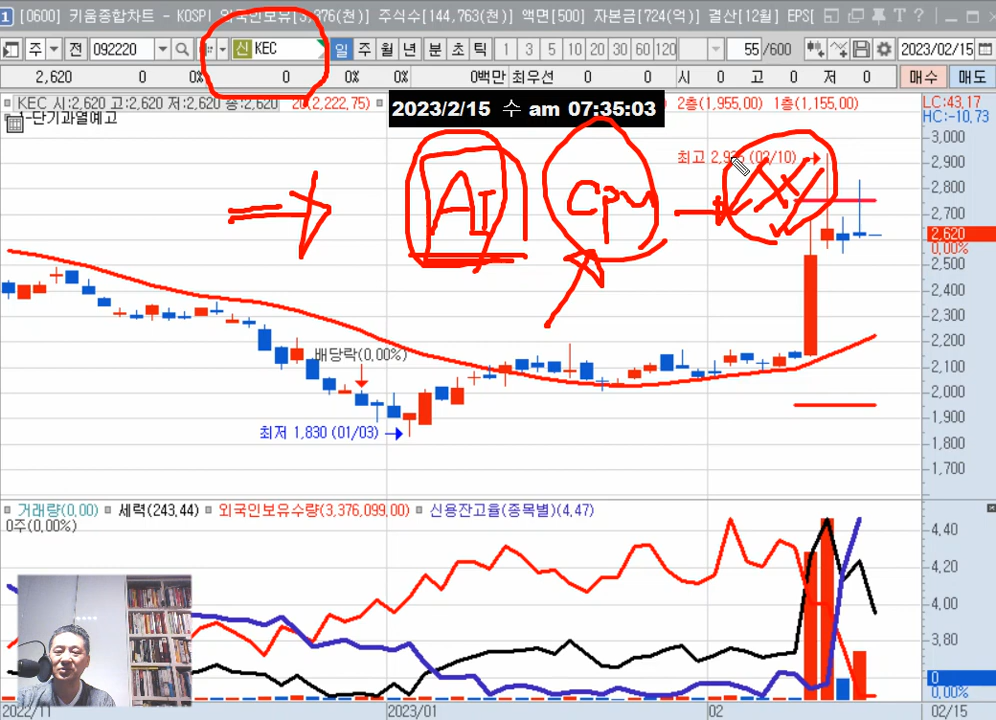 [0600] 키움종합차트 - KOSPI 외국인보유[3,376(천)] 주식수[144,763(천)] 액면[500] 자본금[724(억)] 결산[12월] EPS[
주 전 092220 신 KEC 일 주 월 년 분 초 틱 1 3 5 10 20 30 60 120 55 /600 2023/02/15
2,620 0 0 0 0% 0% 0백만 최우선 0 0 시 0 고 0 저 0 매수 매도
KEC 시:2,620 고:2,620 저:2,620 종:2,620 20(2,222,75) 2층(1,955,00) 1층(1,155,00)
LC:43,17
HC:-10,73
1-단기과열예고
2023/2/15 수 am 07:35:03
AI CPU
최고 2,935 (02/10)
3,000
2,900
2,800
2,700
2,620
0,00%
2,500
2,400
2,300
2,200
2,100
2,000
1,900
1,800
1,700
배당락(0,00%)
최저 1,830 (01/03)
거래량(0,00) 세력(243,44) 외국인보유수량(3,376,099,00) 신용잔고율(종목별)(4,47)
0주(0,00%)
4,40
4,20
4,00
3,80
0
0,00%
2022/11 2023/01 02 02/15